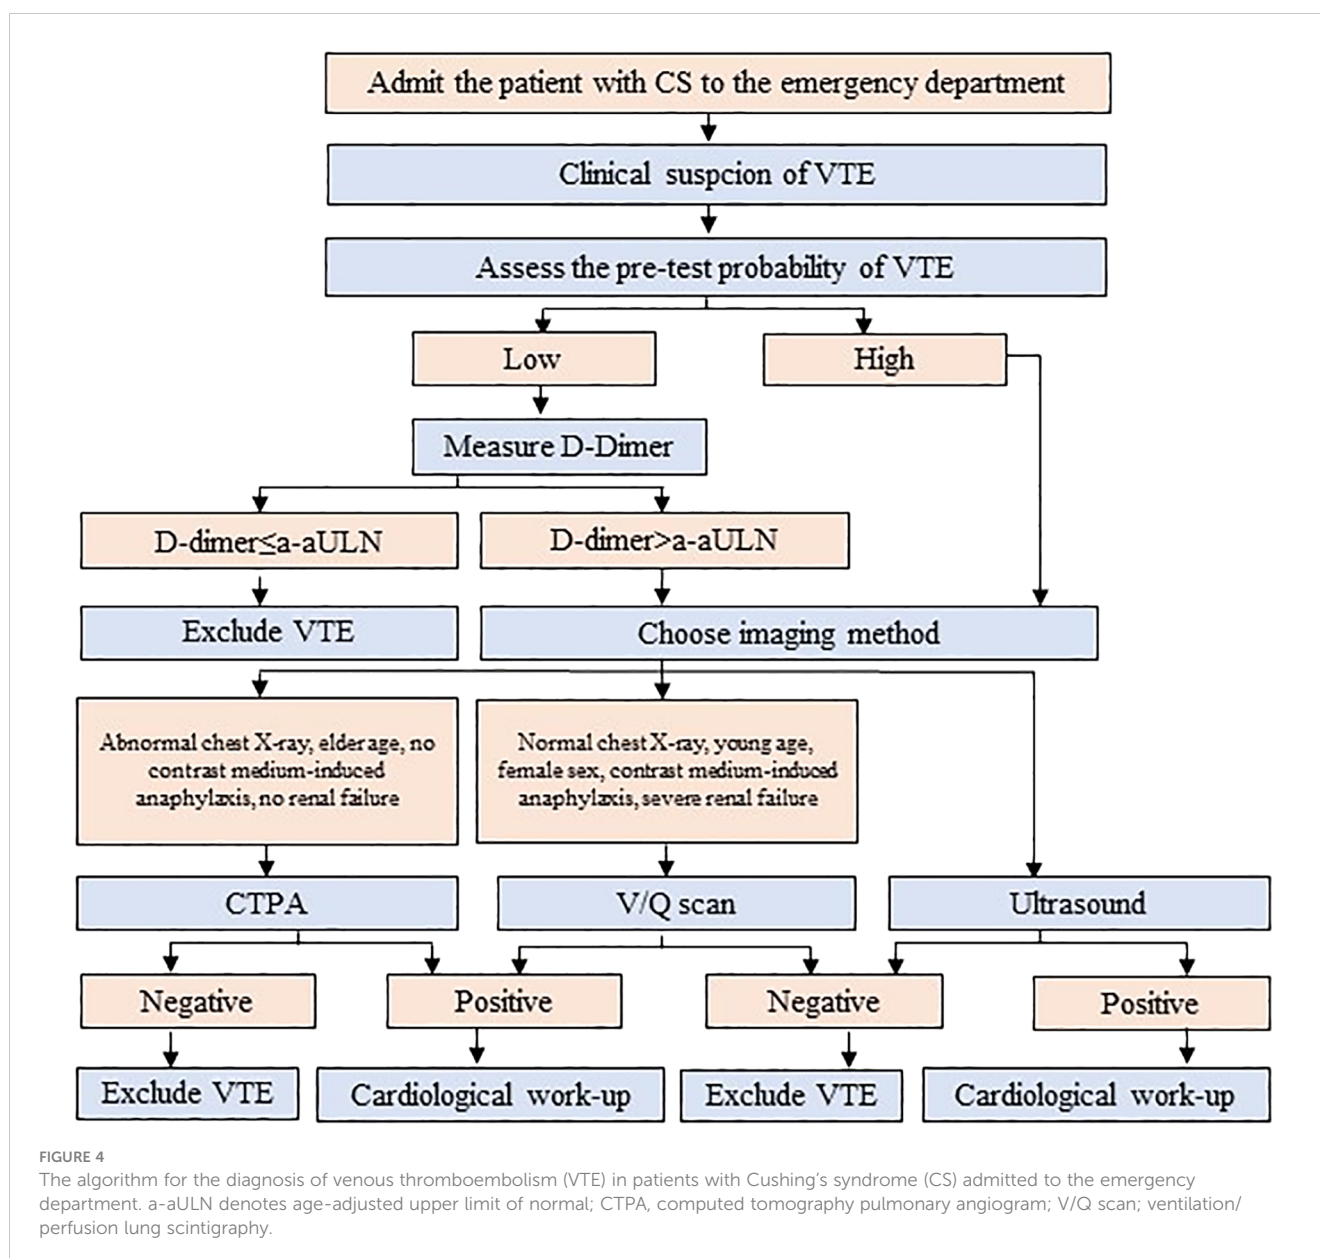 Admit the patient with CS to the emergency department
Clinical suspcion of VTE
Assess the pre-test probability of VTE
Low
High
Measure D-Dimer
D-dimer≤a-aULN
D-dimer>a-aULN
Exclude VTE
Choose imaging method
Abnormal chest X-ray, elder age, no
contrast medium-induced
anaphylaxis, no renal failure
Normal chest X-ray, young age,
female sex, contrast medium-induced
anaphylaxis, severe renal failure
CTPA
V/Q scan
Ultrasound
Negative
Positive
Negative
Positive
Exclude VTE
Cardiological work-up
Exclude VTE
Cardiological work-up
FIGURE 4
The algorithm for the diagnosis of venous thromboembolism (VTE) in patients with Cushing’s syndrome (CS) admitted to the emergency
department. a-aULN denotes age-adjusted upper limit of normal; CTPA, computed tomography pulmonary angiogram; V/Q scan; ventilation/
perfusion lung scintigraphy.